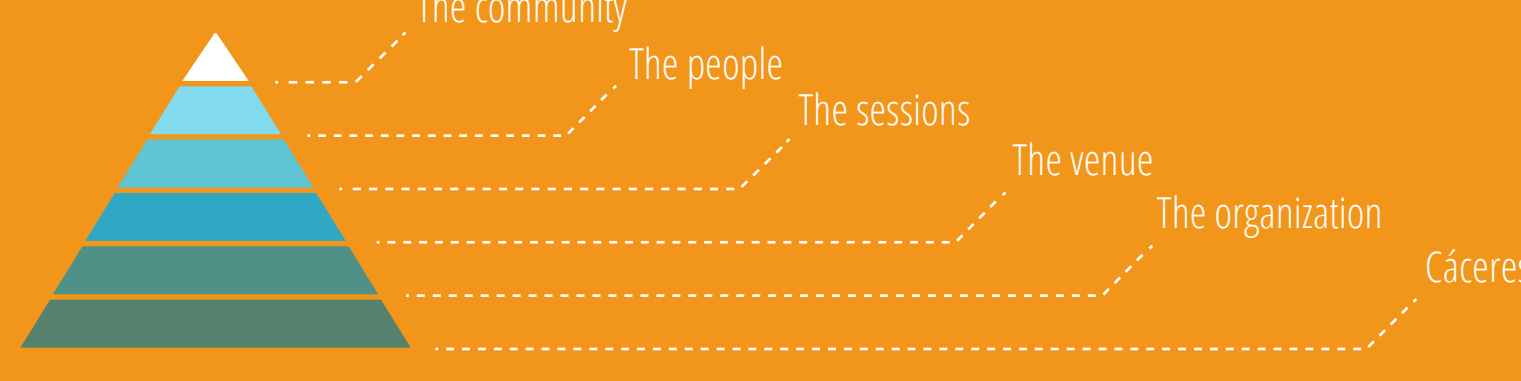 The community
The people
The sessions
The venue
The organization
Cáceres